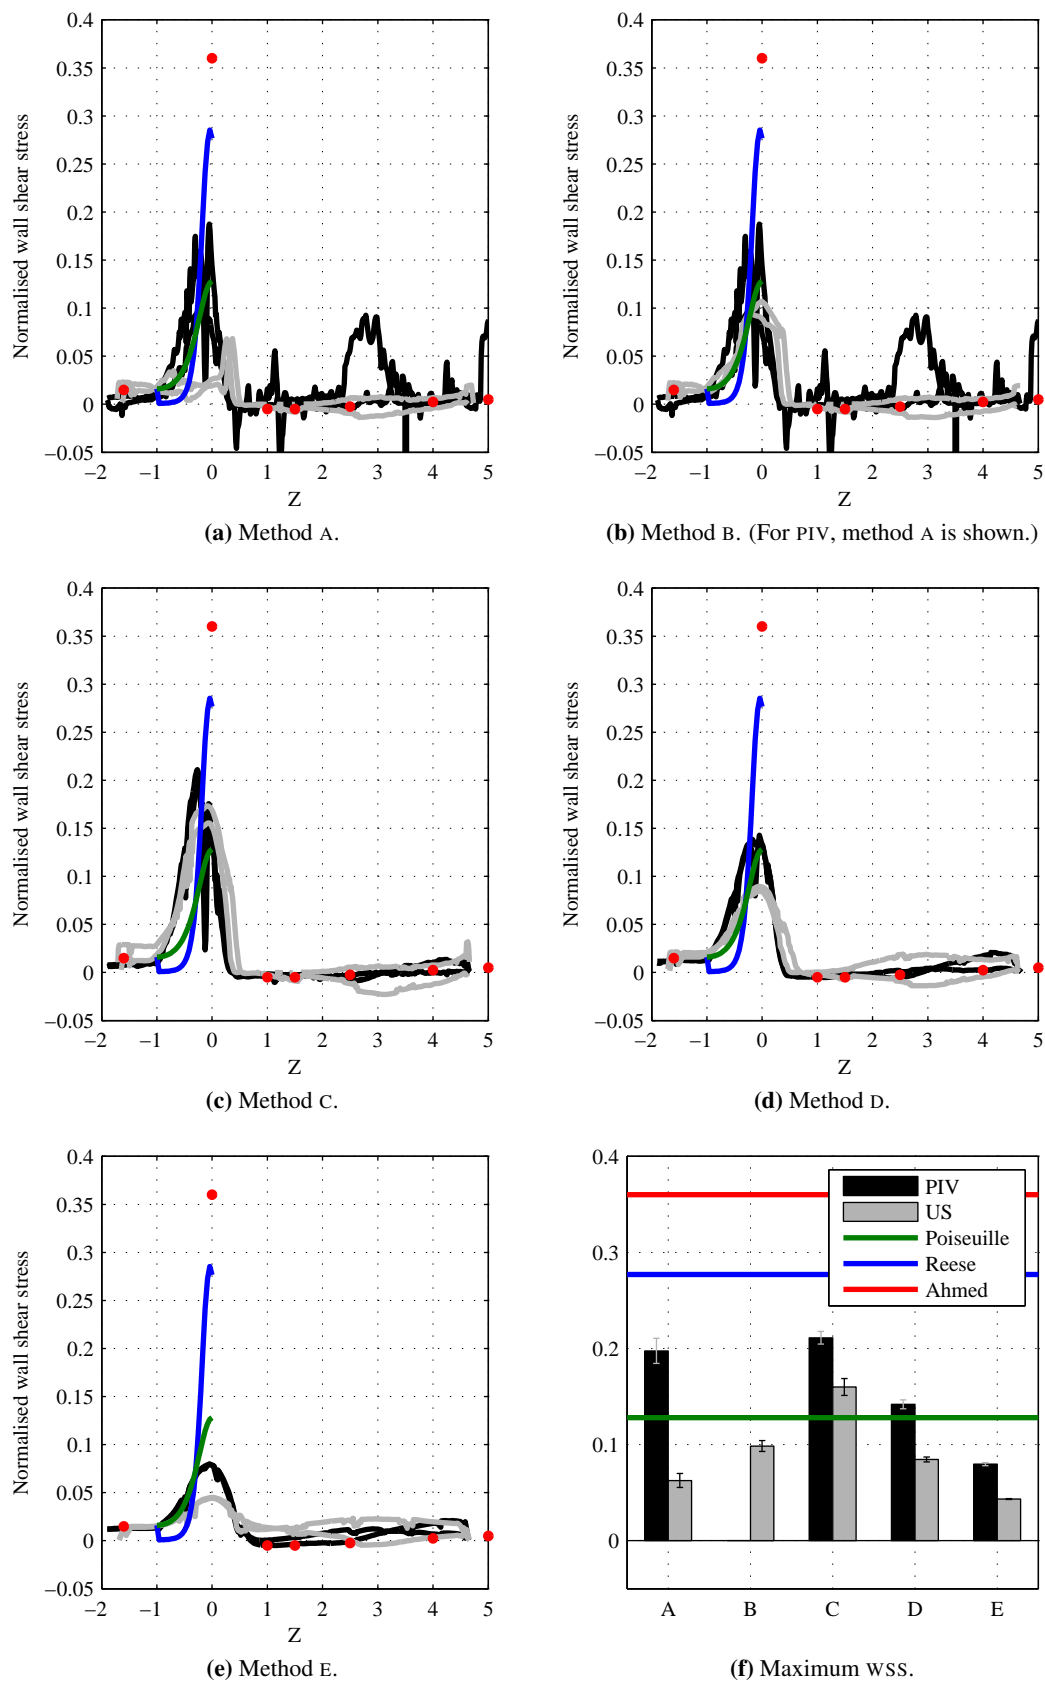 0.4
0.35
0.3
0.25
0.2
0.15
0.1
0.05
0
−0.05
−2 −1 0 1 2 3 4 5
Normalised wall shear stress
Z
(a) Method A.
0.4
0.35
0.3
0.25
0.2
0.15
0.1
0.05
0
−0.05
−2 −1 0 1 2 3 4 5
Normalised wall shear stress
Z
(b) Method B. (For PIV, method A is shown.)
0.4
0.35
0.3
0.25
0.2
0.15
0.1
0.05
0
−0.05
−2 −1 0 1 2 3 4 5
Normalised wall shear stress
Z
(c) Method C.
0.4
0.35
0.3
0.25
0.2
0.15
0.1
0.05
0
−0.05
−2 −1 0 1 2 3 4 5
Normalised wall shear stress
Z
(d) Method D.
0.4
0.35
0.3
0.25
0.2
0.15
0.1
0.05
0
−0.05
−2 −1 0 1 2 3 4 5
Normalised wall shear stress
Z
(e) Method E.
0.4
0.3
0.2
0.1
0
A B C D E
PIV
US
Poiseuille
Reese
Ahmed
(f) Maximum WSS.